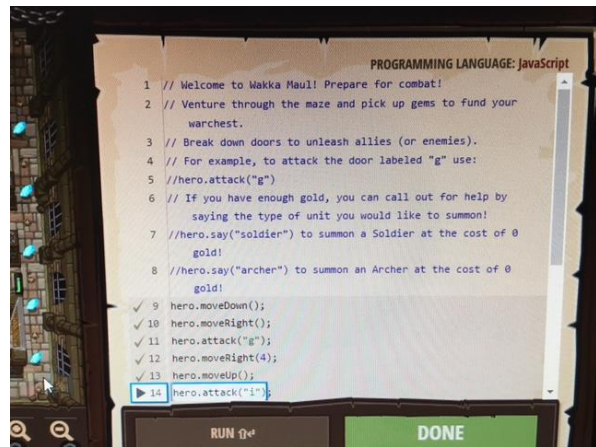 PROGRAMMING LANGUAGE: JavaScript
1 // Welcome to Wakka Maul! Prepare for combat!
2 // Venture through the maze and pick up gems to fund your
warchest.
3 // Break down doors to unleash allies (or enemies).
4 // For example, to attack the door labeled "g" use:
5 //hero.attack("g")
6 // If you have enough gold, you can call out for help by
saying the type of unit you would like to summon!
7 //hero.say("soldier") to summon a Soldier at the cost of 0
gold!
8 //hero.say("archer") to summon an Archer at the cost of 0
gold!
9 hero.moveDown();
10 hero.moveRight();
11 hero.attack("g");
12 hero.moveRight(4);
13 hero.moveUp();
14 hero.attack("i");
RUN ⇧↵
DONE